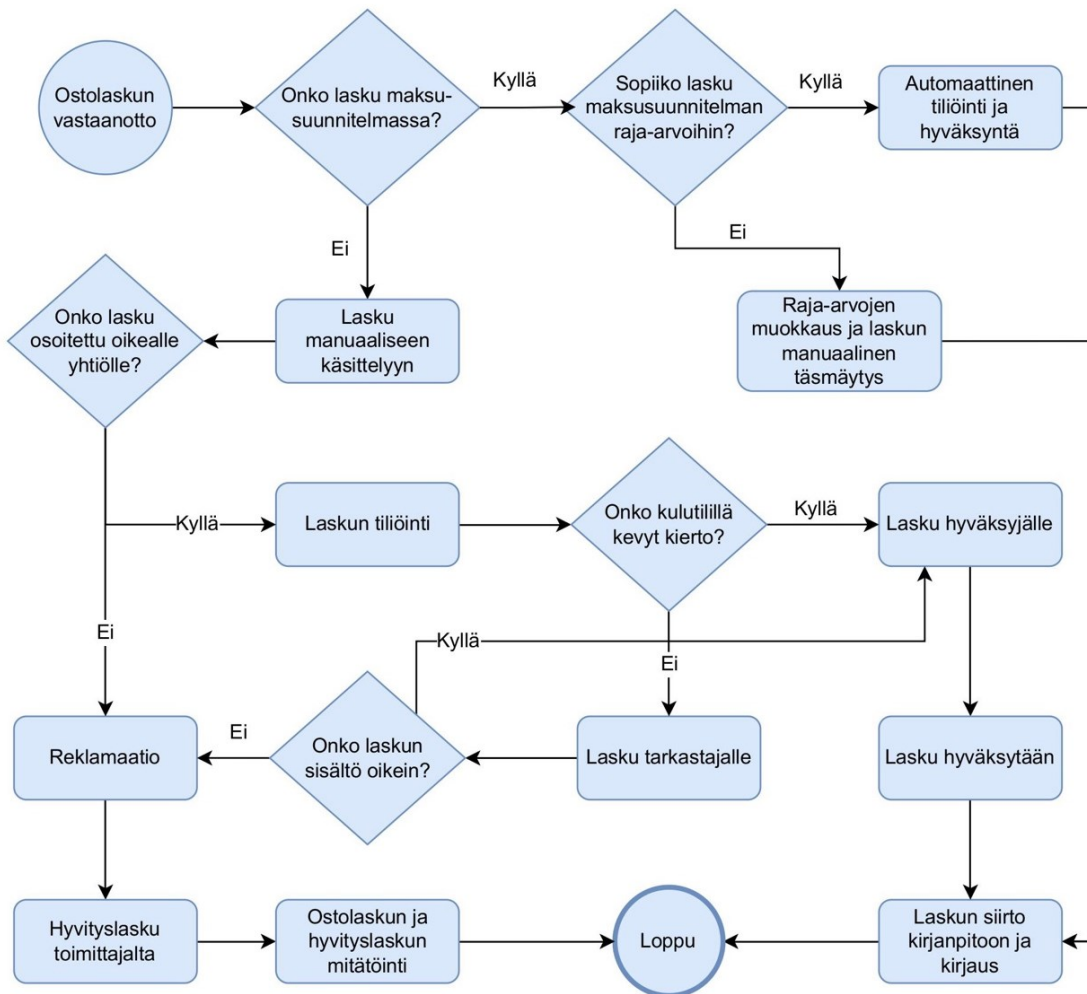 Ostolaskun
vastaanotto
Onko lasku maksu-
suunnitelmassa?
Kyllä
Sopiiko lasku
maksusuunnitelman
raja-arvoihin?
Kyllä
Automaattinen
tiliöinti ja
hyväksyntä
Ei
Ei
Onko lasku
osoitettu oikealle
yhtiölle?
Lasku
manuaaliseen
käsittelyyn
Raja-arvojen
muokkaus ja laskun
manuaalinen
täsmäytys
Kyllä
Laskun tiliöinti
Onko kulutilillä
kevyt kierto?
Kyllä
Lasku hyväksyjälle
Ei
Kyllä
Ei
Reklamaatio
Ei
Onko laskun
sisältö oikein?
Lasku tarkastajalle
Lasku hyväksytään
Hyvityslasku
toimittajalta
Ostolaskun ja
hyvityslaskun
mitätöinti
Loppu
Laskun siirto
kirjanpitoon ja
kirjaus